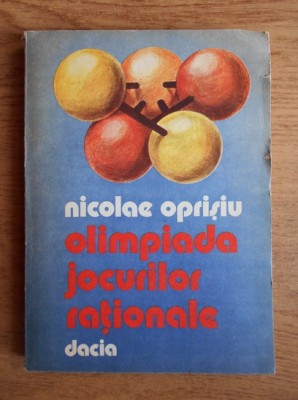 nicolae oprișiu
olimpiada
jocurilor
raționale
dacia